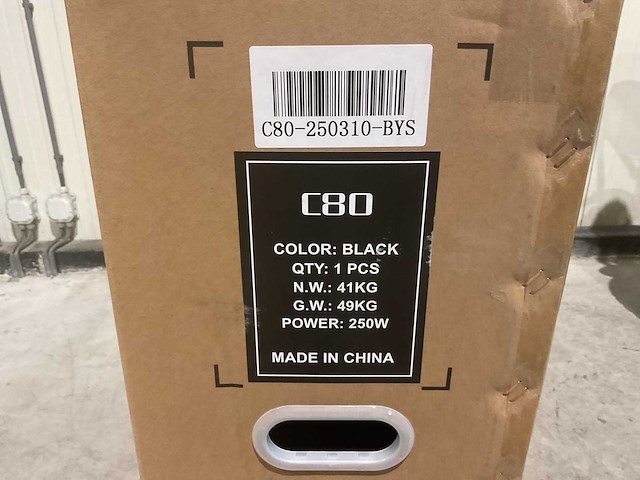 C80-250310-BYS
C80
COLOR: BLACK
QTY: 1 PCS
N.W.: 41KG
G.W.: 49KG
POWER: 250W
MADE IN CHINA